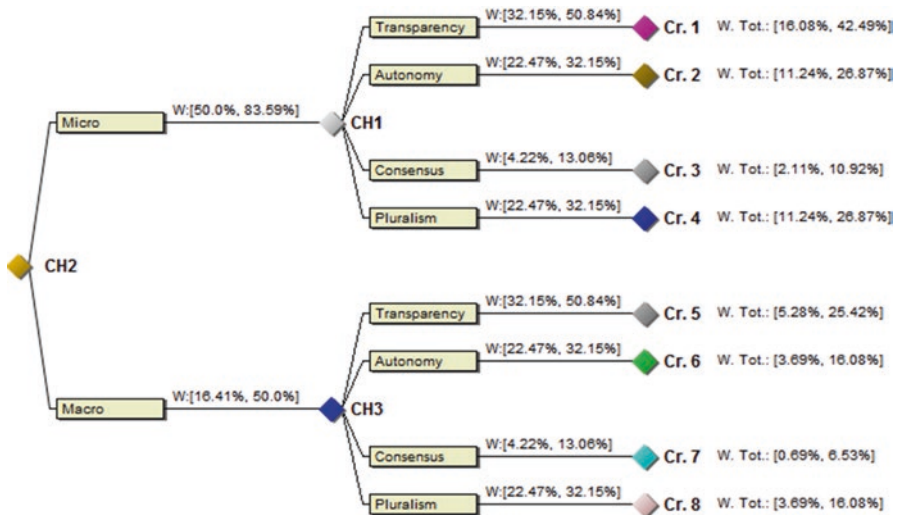 Transparency W:[32.15%, 50.84%] Cr. 1 W. Tot.: [16.08%, 42.49%]
Autonomy W:[22.47%, 32.15%] Cr. 2 W. Tot.: [11.24%, 26.87%]
Micro W:[50.0%, 83.59%] CH1
Consensus W:[4.22%, 13.06%] Cr. 3 W. Tot.: [2.11%, 10.92%]
Pluralism W:[22.47%, 32.15%] Cr. 4 W. Tot.: [11.24%, 26.87%]
CH2
Transparency W:[32.15%, 50.84%] Cr. 5 W. Tot.: [5.28%, 25.42%]
Autonomy W:[22.47%, 32.15%] Cr. 6 W. Tot.: [3.69%, 16.08%]
Macro W:[16.41%, 50.0%] CH3
Consensus W:[4.22%, 13.06%] Cr. 7 W. Tot.: [0.69%, 6.53%]
Pluralism W:[22.47%, 32.15%] Cr. 8 W. Tot.: [3.69%, 16.08%]